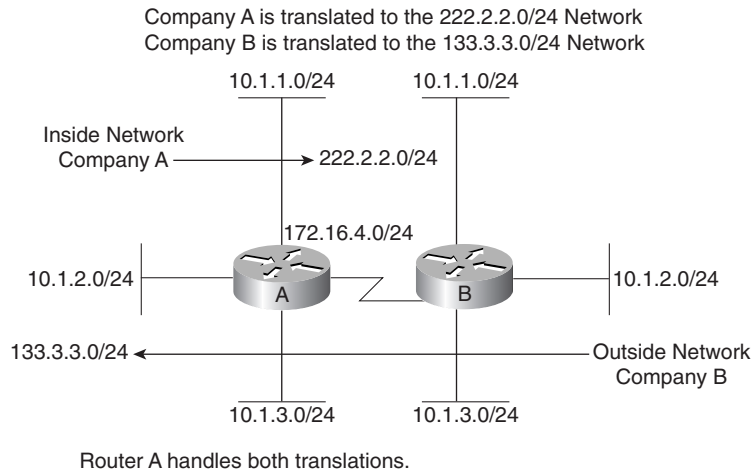 Company A is translated to the 222.2.2.0/24 Network
Company B is translated to the 133.3.3.0/24 Network
10.1.1.0/24
10.1.1.0/24
Inside Network
Company A
222.2.2.0/24
172.16.4.0/24
10.1.2.0/24
A
B
10.1.2.0/24
133.3.3.0/24
Outside Network
Company B
10.1.3.0/24
10.1.3.0/24
Router A handles both translations.